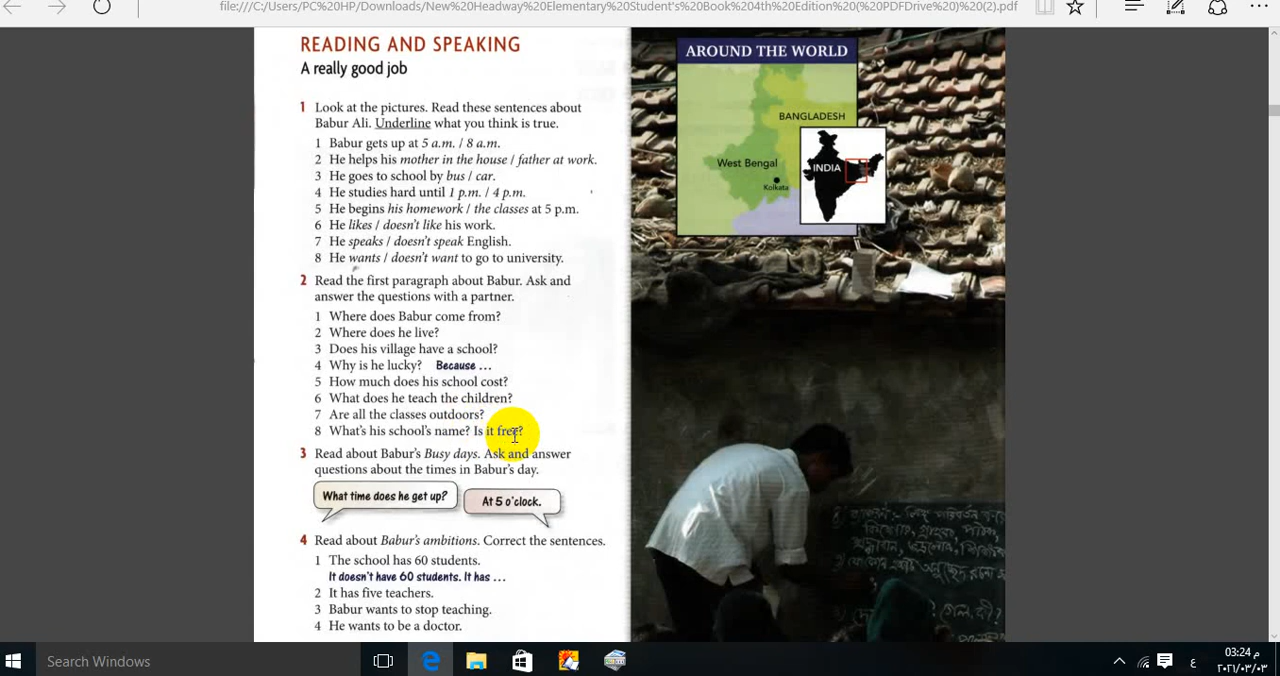 file:///C:/Users/PC%20HP/Downloads/New%20Headway%20Elementary%20Student's%20Book%204th%20Edition%20(%20PDFDrive%20)%20(2).pdf
READING AND SPEAKING
A really good job
1 Look at the pictures. Read these sentences about
Babur Ali. Underline what you think is true.
1 Babur gets up at 5 a.m. / 8 a.m.
2 He helps his mother in the house / father at work.
3 He goes to school by bus / car.
4 He studies hard until 1 p.m. / 4 p.m.
5 He begins his homework / the classes at 5 p.m.
6 He likes / doesn't like his work.
7 He speaks / doesn't speak English.
8 He wants / doesn't want to go to university.
2 Read the first paragraph about Babur. Ask and
answer the questions with a partner.
1 Where does Babur come from?
2 Where does he live?
3 Does his village have a school?
4 Why is he lucky? Because ...
5 How much does his school cost?
6 What does he teach the children?
7 Are all the classes outdoors?
8 What's his school's name? Is it free?
3 Read about Babur's Busy days. Ask and answer
questions about the times in Babur's day.
What time does he get up?
At 5 o'clock.
4 Read about Babur's ambitions. Correct the sentences.
1 The school has 60 students.
It doesn't have 60 students. It has ...
2 It has five teachers.
3 Babur wants to stop teaching.
4 He wants to be a doctor.
AROUND THE WORLD
BANGLADESH
West Bengal
INDIA
Kolkata
Search Windows
ع
03:24 م
٢٠٢١/٠٣/٠٣